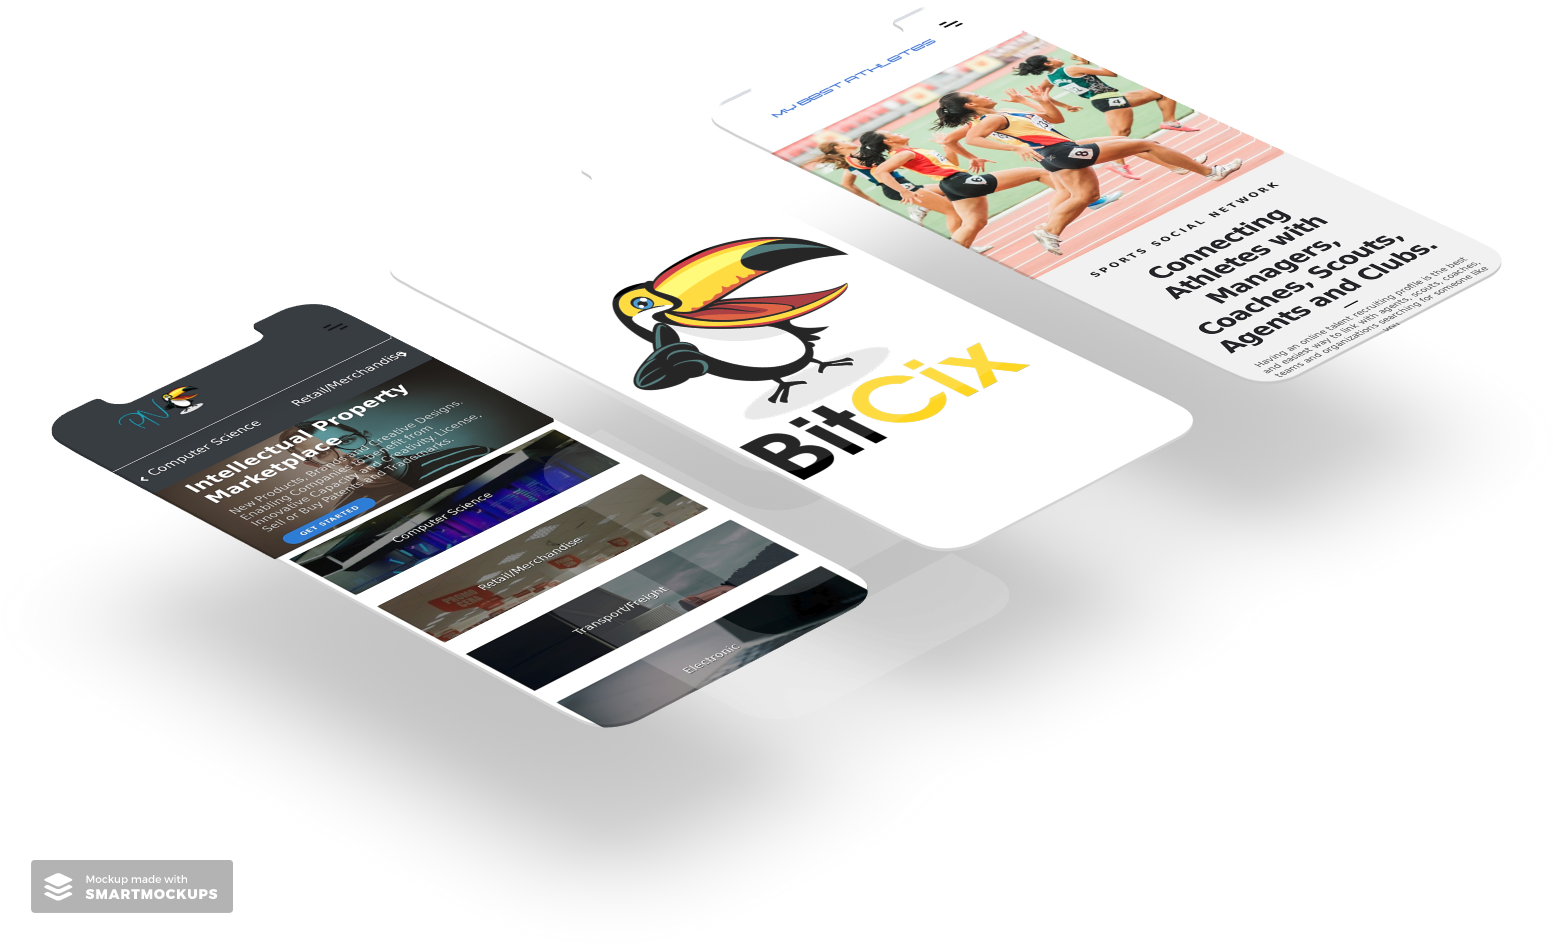 PIV
‹ Computer Science
Retail/Merchandise
Intellectual Property
Marketplace
New Products, Brands and Creative Designs.
Enabling Companies to Benefit from
Innovative Capacity and Creativity. License,
Sell or Buy Patents and Trademarks.
GET STARTED
Computer Science
Retail/Merchandise
Transport/Freight
Electronic
BitCix
MY BEST ATHLETES
SPORTS SOCIAL NETWORK
Connecting
Athletes with
Managers,
Coaches, Scouts,
Agents and Clubs.
Having an online talent recruiting profile is the best
and easiest way to link with agents, scouts, coaches,
teams and organizations searching for someone like
Mockup made with
SMARTMOCKUPS